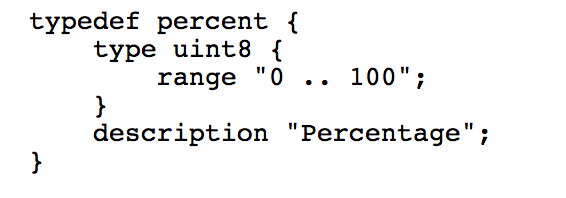 typedef percent {
    type uint8 {
        range "0 .. 100";
    }
    description "Percentage";
}